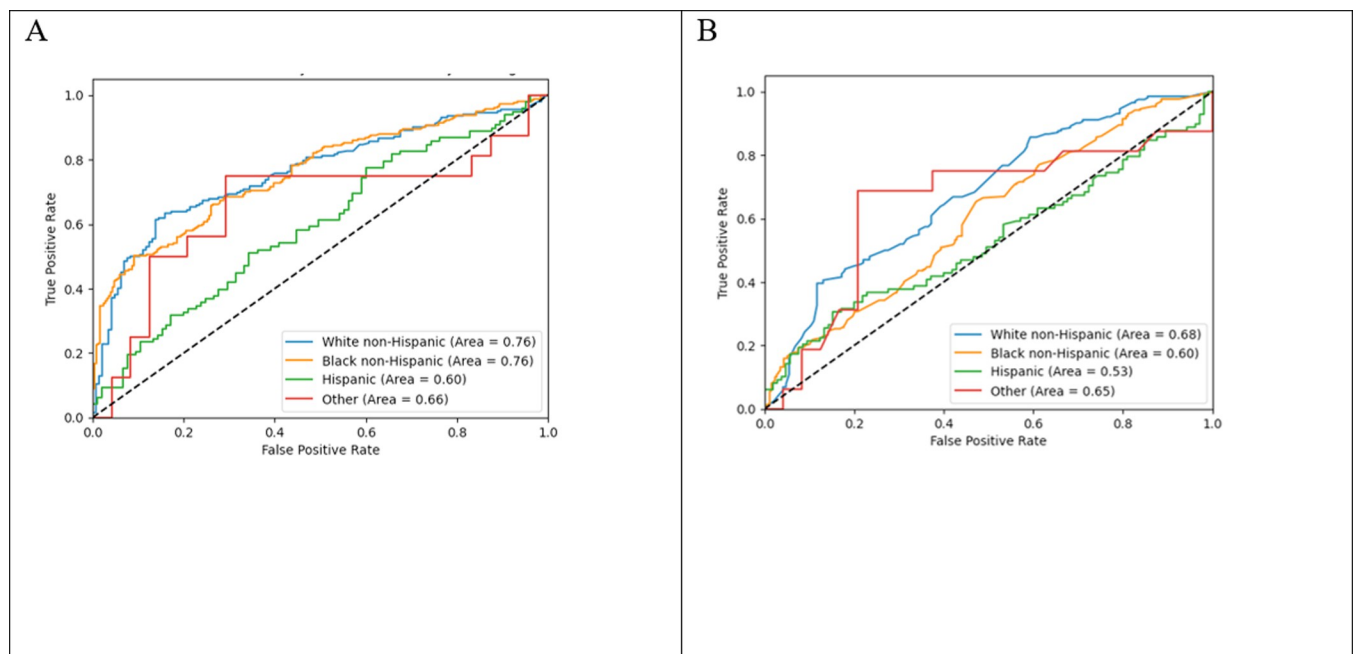 A
1.0
0.8
0.6
0.4
0.2
0.0
True Positive Rate
White non-Hispanic (Area = 0.76)
Black non-Hispanic (Area = 0.76)
Hispanic (Area = 0.60)
Other (Area = 0.66)
0.0 0.2 0.4 0.6 0.8 1.0
False Positive Rate
B
1.0
0.8
0.6
0.4
0.2
0.0
True Positive Rate
White non-Hispanic (Area = 0.68)
Black non-Hispanic (Area = 0.60)
Hispanic (Area = 0.53)
Other (Area = 0.65)
0.0 0.2 0.4 0.6 0.8 1.0
False Positive Rate